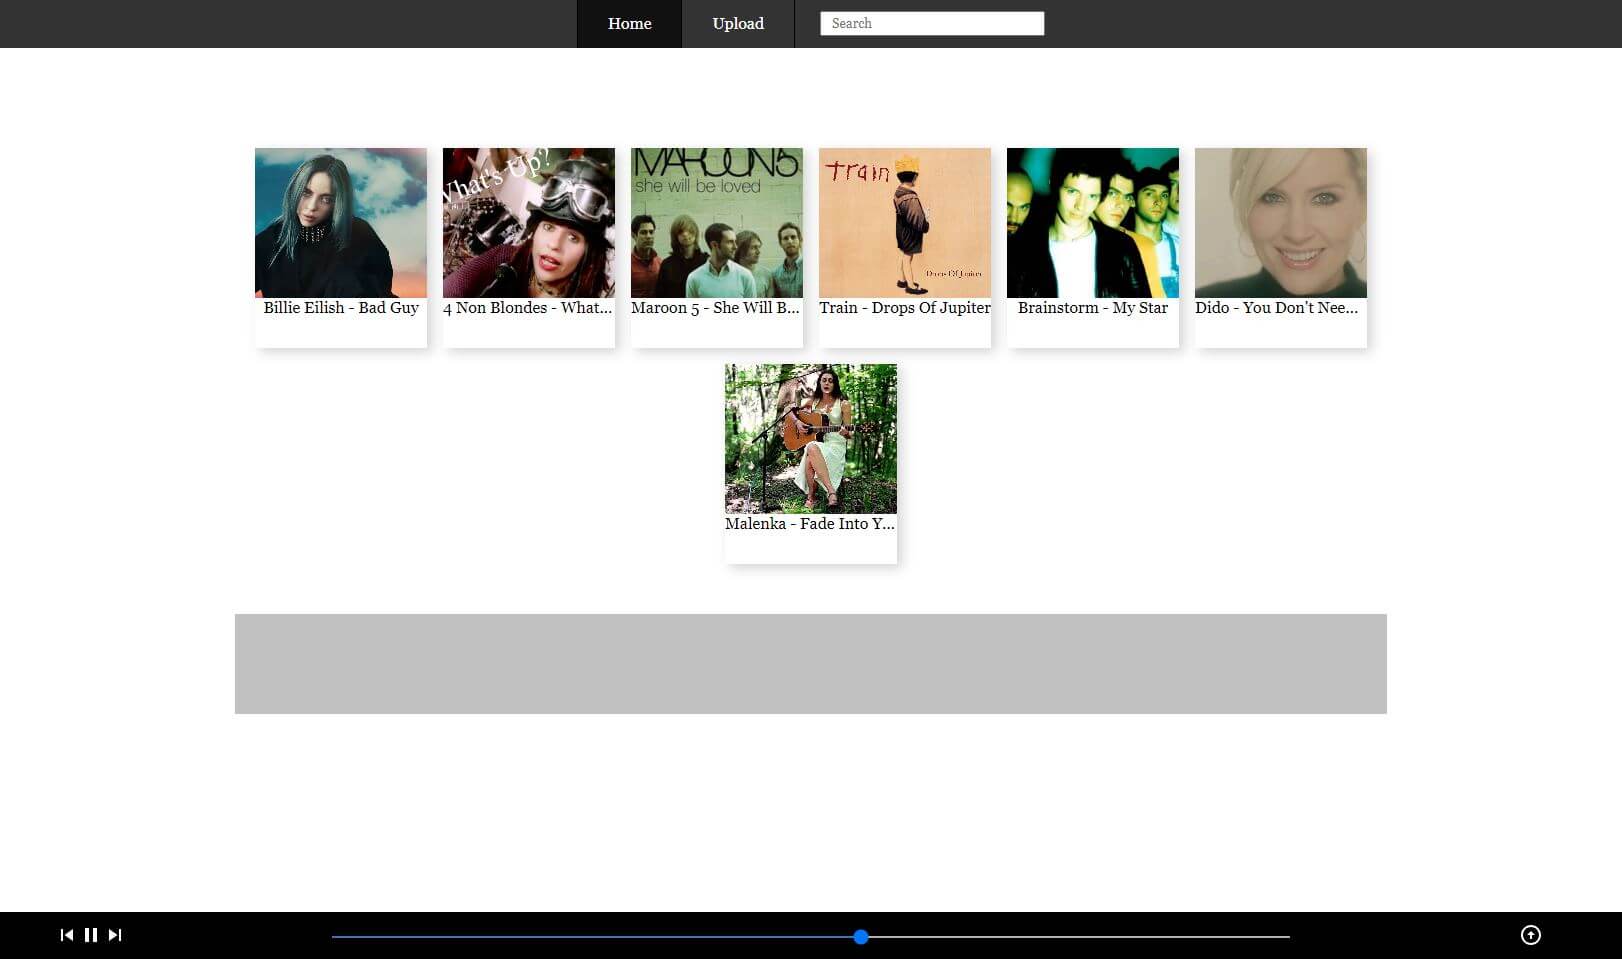 Home
Upload
Search
What's Up?
MAROON5
she will be loved
train
Drops Of Jupiter
Billie Eilish - Bad Guy
4 Non Blondes - What...
Maroon 5 - She Will B...
Train - Drops Of Jupiter
Brainstorm - My Star
Dido - You Don't Nee...
Malenka - Fade Into Y...